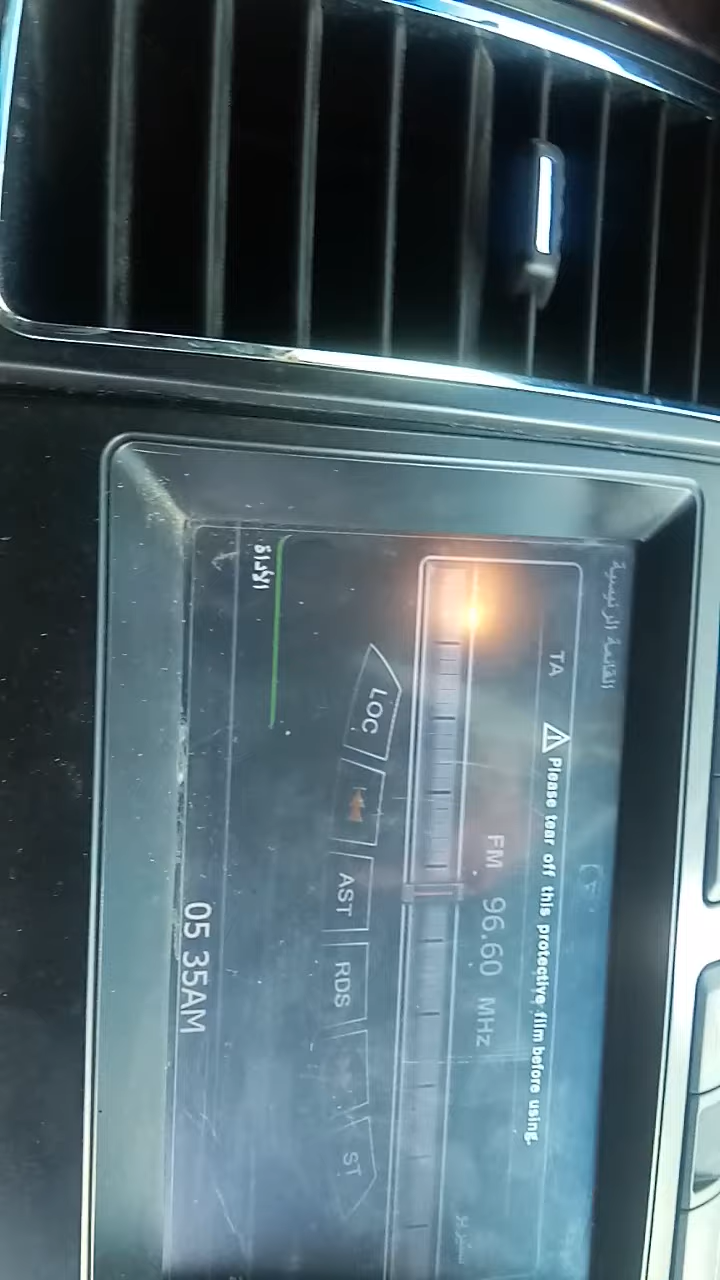 القائمة الرئيسية
TA
⚠ Please tear off this protective film before using.
FM 96.60 MHz
ستريو
LOC AST RDS ST
الأداة
05 35AM